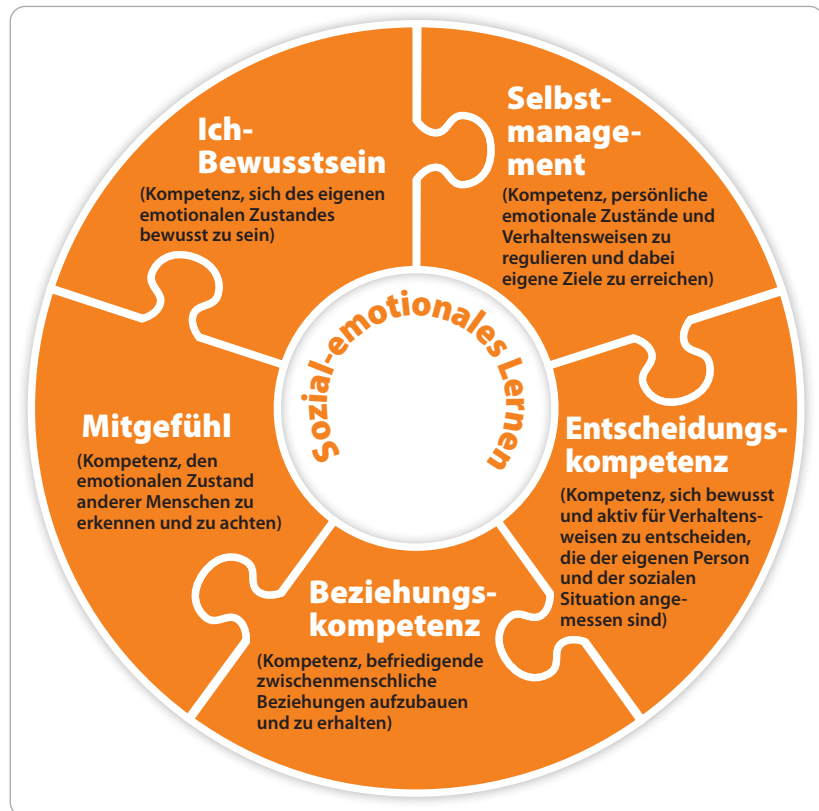 Ich-
Bewusstsein
(Kompetenz, sich des eigenen
emotionalen Zustandes
bewusst zu sein)
Selbst-
manage-
ment
(Kompetenz, persönliche
emotionale Zustände und
Verhaltensweisen zu
regulieren und dabei
eigene Ziele zu erreichen)
Sozial-emotionales Lernen
Mitgefühl
(Kompetenz, den
emotionalen Zustand
anderer Menschen zu
erkennen und zu achten)
Entscheidungs-
kompetenz
(Kompetenz, sich bewusst
und aktiv für Verhaltens-
weisen zu entscheiden,
die der eigenen Person
und der sozialen
Situation ange-
messen sind)
Beziehungs-
kompetenz
(Kompetenz, befriedigende
zwischenmenschliche
Beziehungen aufzubauen
und zu erhalten)